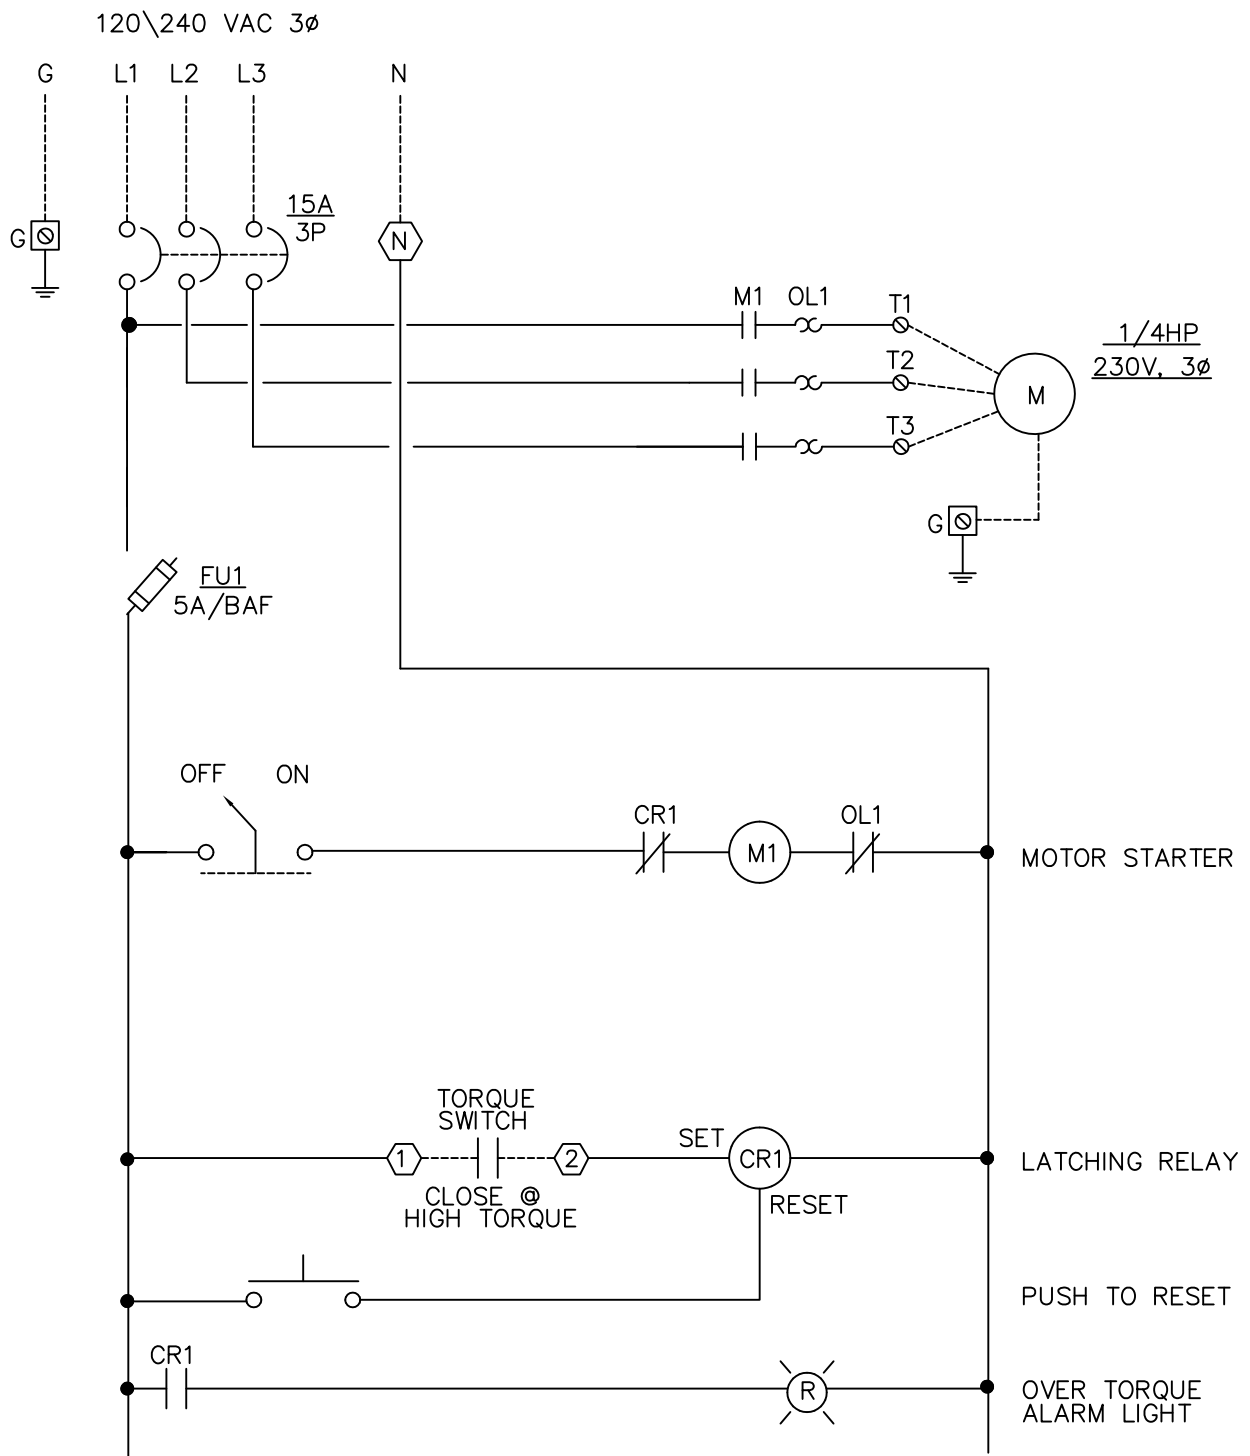 120\240 VAC 3ø
G L1 L2 L3 N
15A
3P
G
N
M1 OL1 T1
1/4HP
230V, 3ø
T2
M
T3
G
FU1
5A/BAF
OFF ON
CR1
OL1
M1
MOTOR STARTER
TORQUE
SWITCH
SET
1
2
CR1
LATCHING RELAY
CLOSE @
HIGH TORQUE
RESET
PUSH TO RESET
CR1
R
OVER TORQUE
ALARM LIGHT